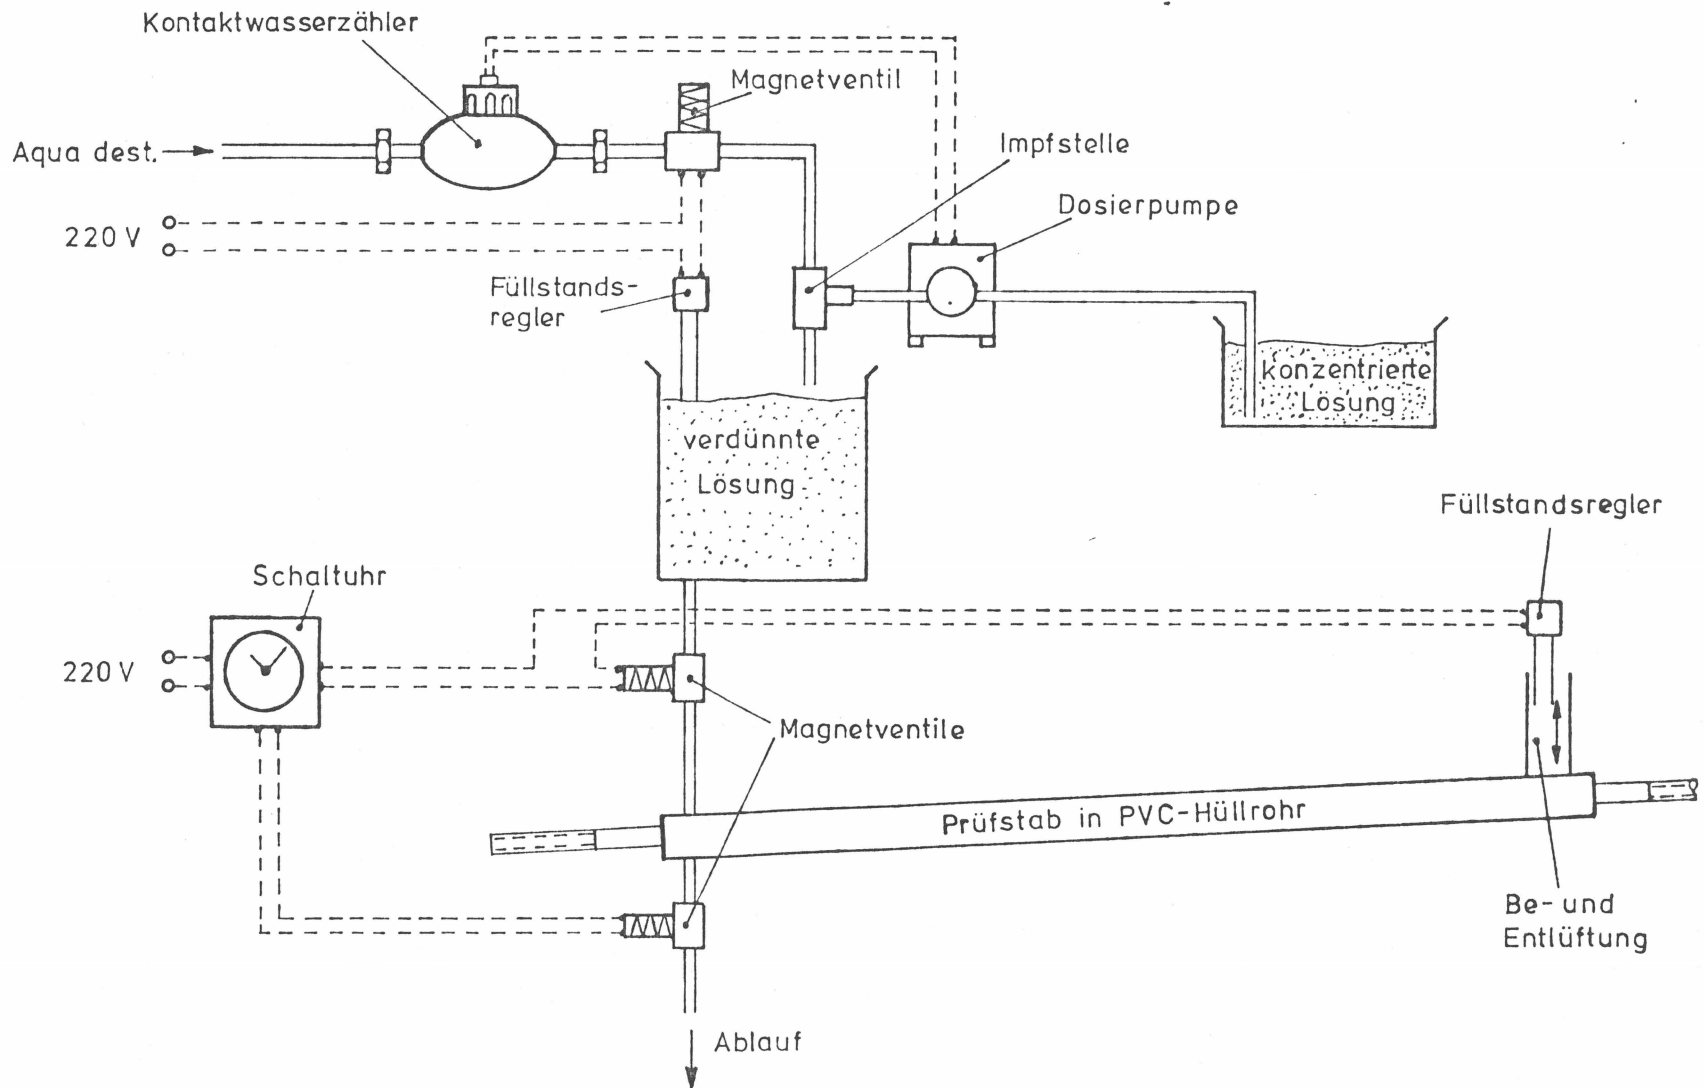 Kontaktwasserzähler
Magnetventil
Aqua dest.
Impfstelle
Dosierpumpe
220 V
Füllstands-
regler
konzentrierte
Lösung
verdünnte
Lösung
Füllstandsregler
Schaltuhr
220 V
Magnetventile
Prüfstab in PVC-Hüllrohr
Be- und
Entlüftung
Ablauf